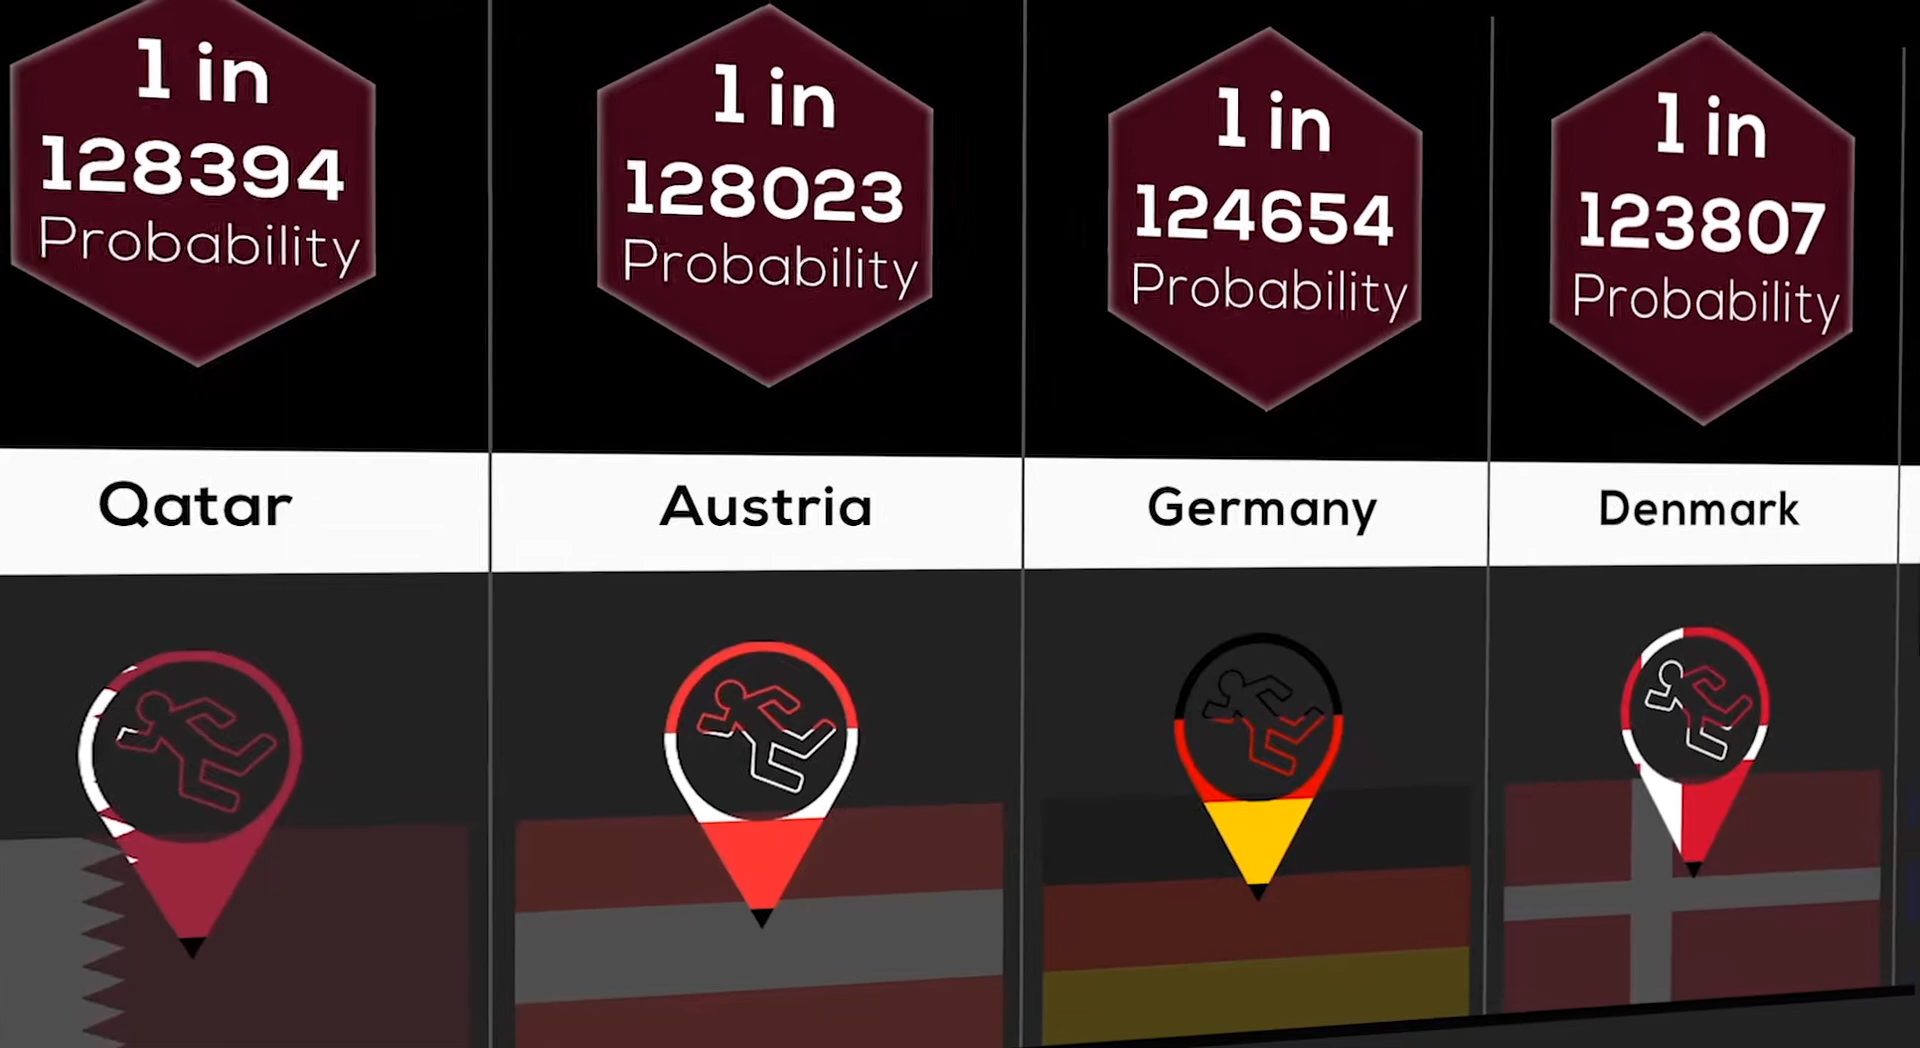 1 in
128394
Probability
Qatar
1 in
128023
Probability
Austria
1 in
124654
Probability
Germany
1 in
123807
Probability
Denmark